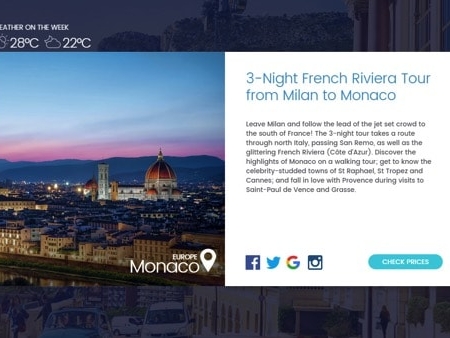 EATHER ON THE WEEK
28ºC 22ºC
3-Night French Riviera Tour
from Milan to Monaco
Leave Milan and follow the lead of the jet set crowd to
the south of France! The 3-night tour takes a route
through north Italy, passing San Remo, as well as the
glittering French Riviera (Côte d'Azur). Discover the
highlights of Monaco on a walking tour; get to know the
celebrity-studded towns of St Raphael, St Tropez and
Cannes; and fall in love with Provence during visits to
Saint-Paul de Vence and Grasse.
EUROPE
Monaco
CHECK PRICES